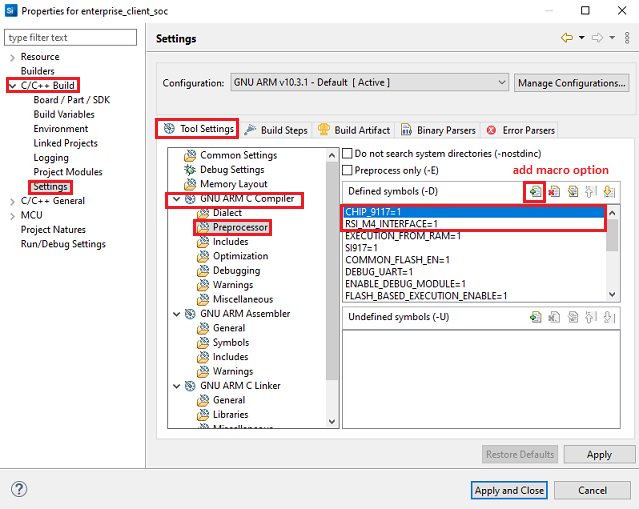 Si Properties for enterprise_client_soc
type filter text
Resource
Builders
C/C++ Build
Board / Part / SDK
Build Variables
Environment
Linked Projects
Logging
Project Modules
Settings
C/C++ General
MCU
Project Natures
Run/Debug Settings
Settings
Configuration: GNU ARM v10.3.1 - Default [ Active ] Manage Configurations...
Tool Settings Build Steps Build Artifact Binary Parsers Error Parsers
Common Settings
Debug Settings
Memory Layout
GNU ARM C Compiler
Dialect
Preprocessor
Includes
Optimization
Debugging
Warnings
Miscellaneous
GNU ARM Assembler
General
Symbols
Includes
Warnings
GNU ARM C Linker
General
Libraries
Miscellaneous
Do not search system directories (-nostdinc)
Preprocess only (-E)
add macro option
Defined symbols (-D)
CHIP_9117=1
RSI_M4_INTERFACE=1
EXECUTION_FROM_RAM=1
SI917=1
COMMON_FLASH_EN=1
DEBUG_UART=1
ENABLE_DEBUG_MODULE=1
FLASH_BASED_EXECUTION_ENABLE=1
Undefined symbols (-U)
Restore Defaults Apply
? Apply and Close Cancel